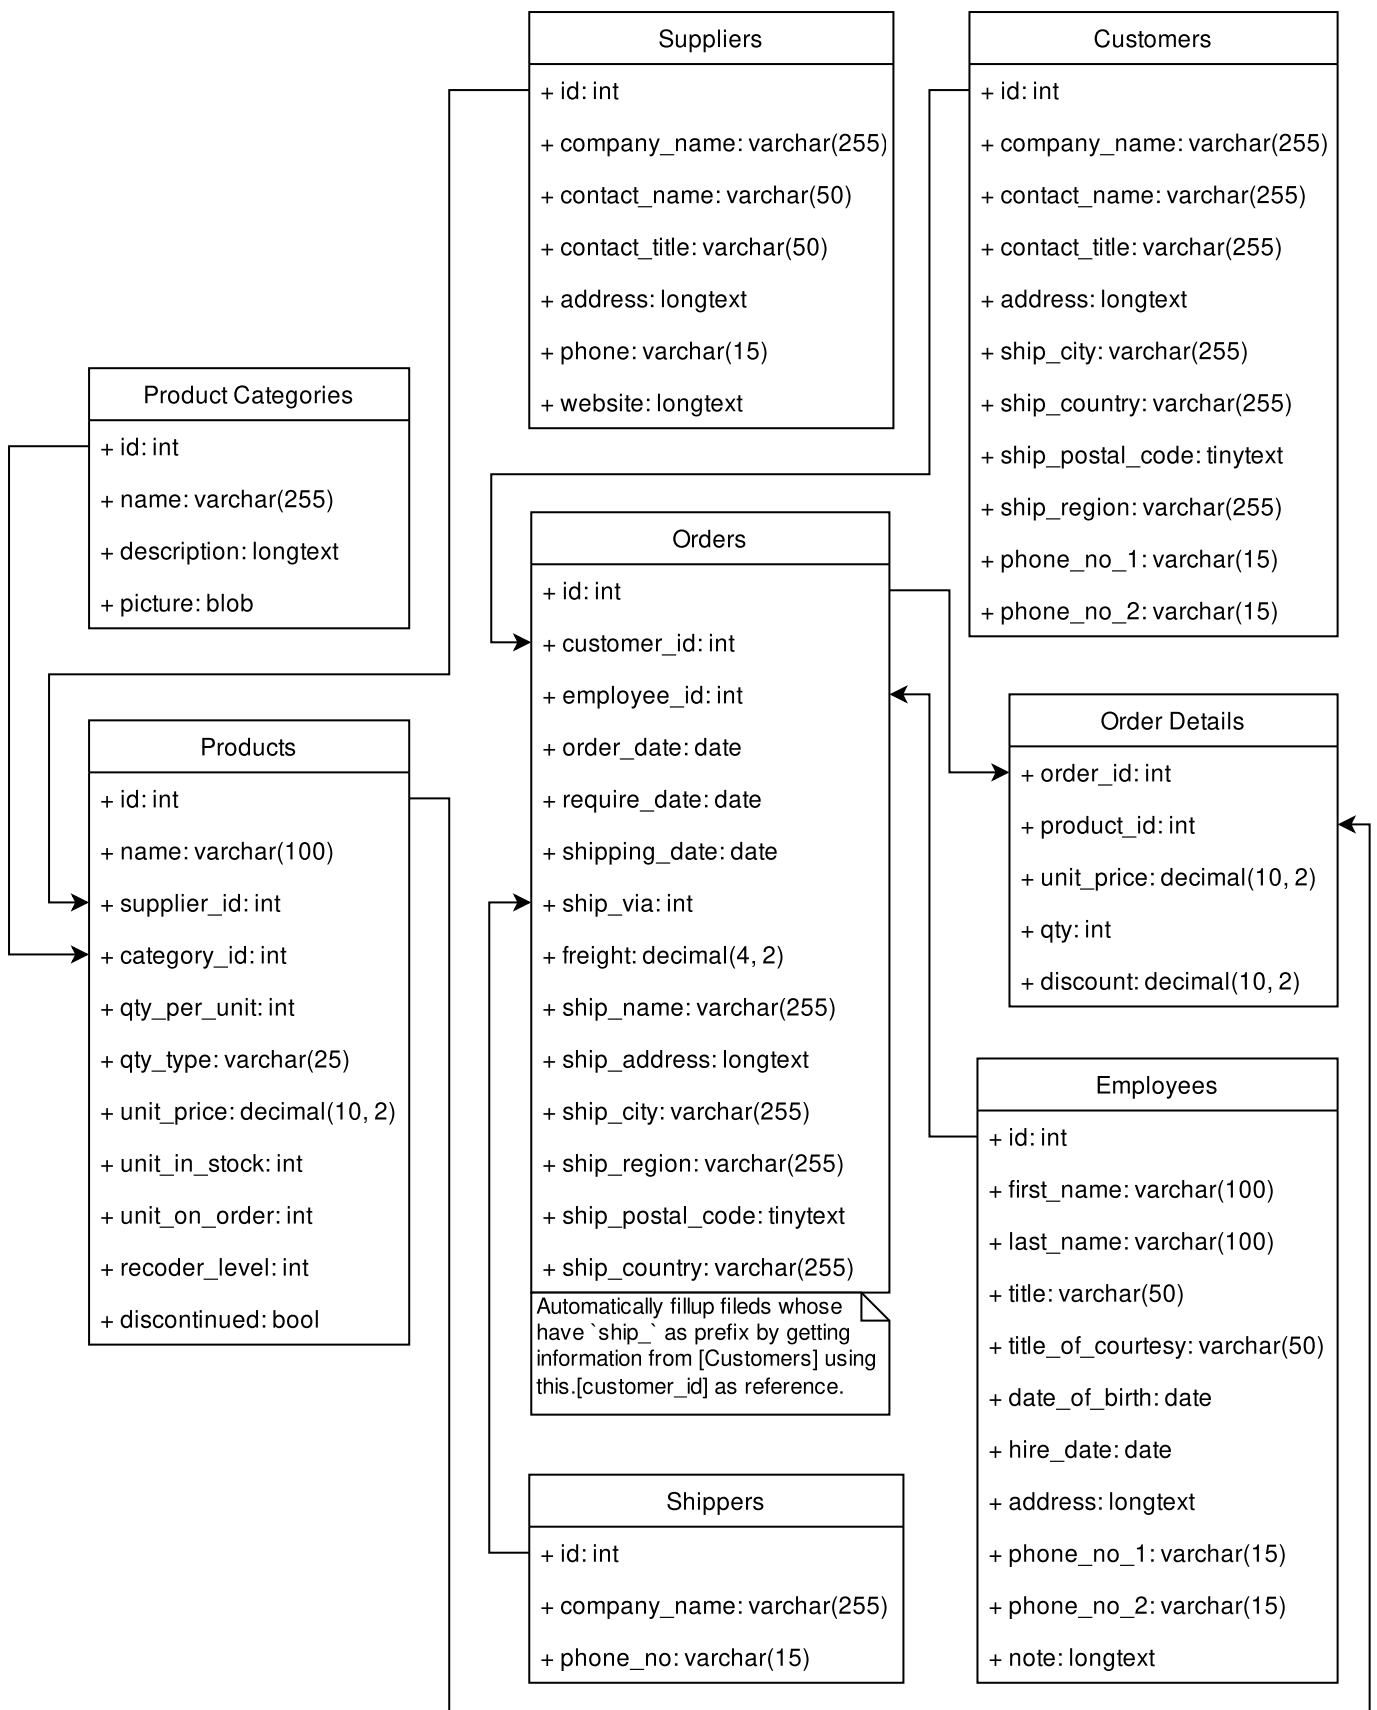 Suppliers
+ id: int
+ company_name: varchar(255)
+ contact_name: varchar(50)
+ contact_title: varchar(50)
+ address: longtext
+ phone: varchar(15)
+ website: longtext
Customers
+ id: int
+ company_name: varchar(255)
+ contact_name: varchar(255)
+ contact_title: varchar(255)
+ address: longtext
+ ship_city: varchar(255)
+ ship_country: varchar(255)
+ ship_postal_code: tinytext
+ ship_region: varchar(255)
+ phone_no_1: varchar(15)
+ phone_no_2: varchar(15)
Product Categories
+ id: int
+ name: varchar(255)
+ description: longtext
+ picture: blob
Orders
+ id: int
+ customer_id: int
+ employee_id: int
+ order_date: date
+ require_date: date
+ shipping_date: date
+ ship_via: int
+ freight: decimal(4, 2)
+ ship_name: varchar(255)
+ ship_address: longtext
+ ship_city: varchar(255)
+ ship_region: varchar(255)
+ ship_postal_code: tinytext
+ ship_country: varchar(255)
Automatically fillup fileds whose
have `ship_` as prefix by getting
information from [Customers] using
this.[customer_id] as reference.
Products
+ id: int
+ name: varchar(100)
+ supplier_id: int
+ category_id: int
+ qty_per_unit: int
+ qty_type: varchar(25)
+ unit_price: decimal(10, 2)
+ unit_in_stock: int
+ unit_on_order: int
+ recoder_level: int
+ discontinued: bool
Order Details
+ order_id: int
+ product_id: int
+ unit_price: decimal(10, 2)
+ qty: int
+ discount: decimal(10, 2)
Employees
+ id: int
+ first_name: varchar(100)
+ last_name: varchar(100)
+ title: varchar(50)
+ title_of_courtesy: varchar(50)
+ date_of_birth: date
+ hire_date: date
+ address: longtext
+ phone_no_1: varchar(15)
+ phone_no_2: varchar(15)
+ note: longtext
Shippers
+ id: int
+ company_name: varchar(255)
+ phone_no: varchar(15)